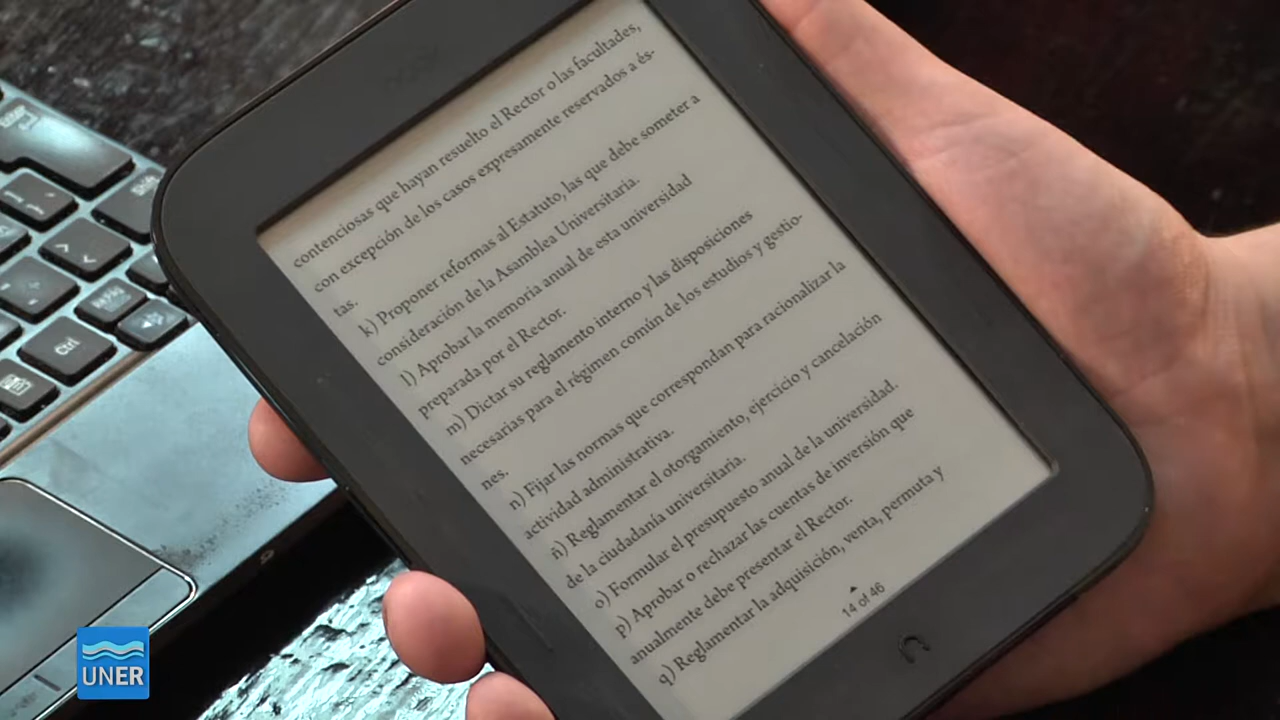 contenciosas que hayan resuelto el Rector o las facultades,
con excepción de los casos expresamente reservados a és-
tas.
k) Proponer reformas al Estatuto, las que debe someter a
consideración de la Asamblea Universitaria.
l) Aprobar la memoria anual de esta universidad
preparada por el Rector.
m) Dictar su reglamento interno y las disposiciones
necesarias para el régimen común de los estudios y gestio-
nes.
n) Fijar las normas que correspondan para racionalizar la
actividad administrativa.
ñ) Reglamentar el otorgamiento, ejercicio y cancelación
de la ciudadanía universitaria.
o) Formular el presupuesto anual de la universidad.
p) Aprobar o rechazar las cuentas de inversión que
anualmente debe presentar el Rector.
q) Reglamentar la adquisición, venta, permuta y
14 of 46
Shift
Ctrl
UNER